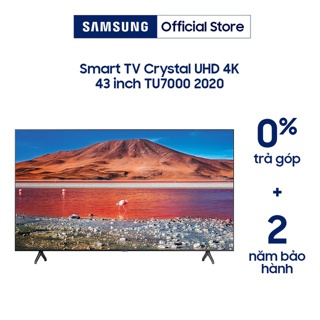 SAMSUNG Official Store
Smart TV Crystal UHD 4K
43 inch TU7000 2020
0%
trả góp
+
2
năm bảo
hành